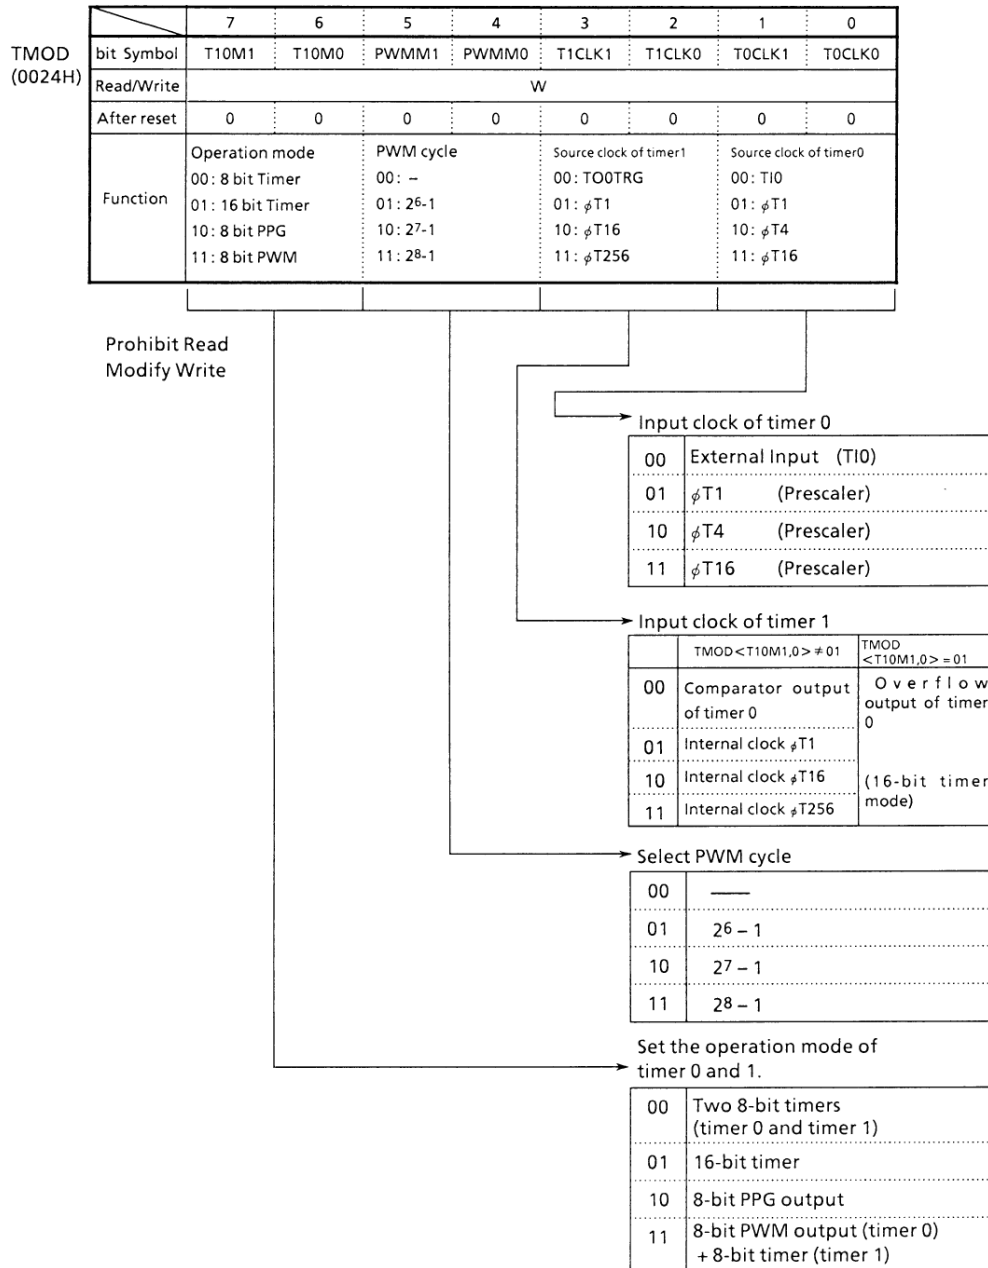 7 6 5 4 3 2 1 0
TMOD
(0024H)
bit Symbol T10M1 T10M0 PWMM1 PWMM0 T1CLK1 T1CLK0 T0CLK1 T0CLK0
Read/Write W
After reset 0 0 0 0 0 0 0 0
Function
Operation mode
00: 8 bit Timer
01: 16 bit Timer
10: 8 bit PPG
11: 8 bit PWM
PWM cycle
00: –
01: 2⁶-1
10: 2⁷-1
11: 2⁸-1
Source clock of timer1
00: TO0TRG
01: ϕT1
10: ϕT16
11: ϕT256
Source clock of timer0
00: TI0
01: ϕT1
10: ϕT4
11: ϕT16
Prohibit Read
Modify Write
Input clock of timer 0
00 External Input (TI0)
01 ϕT1 (Prescaler)
10 ϕT4 (Prescaler)
11 ϕT16 (Prescaler)
Input clock of timer 1
TMOD<T10M1,0> ≠ 01
TMOD
<T10M1,0> = 01
00 Comparator output
of timer 0
01 Internal clock ϕT1
10 Internal clock ϕT16
11 Internal clock ϕT256
Overflow
output of timer
0
(16-bit timer
mode)
Select PWM cycle
00 ——
01 2⁶ – 1
10 2⁷ – 1
11 2⁸ – 1
Set the operation mode of
timer 0 and 1.
00 Two 8-bit timers
(timer 0 and timer 1)
01 16-bit timer
10 8-bit PPG output
11 8-bit PWM output (timer 0)
+ 8-bit timer (timer 1)